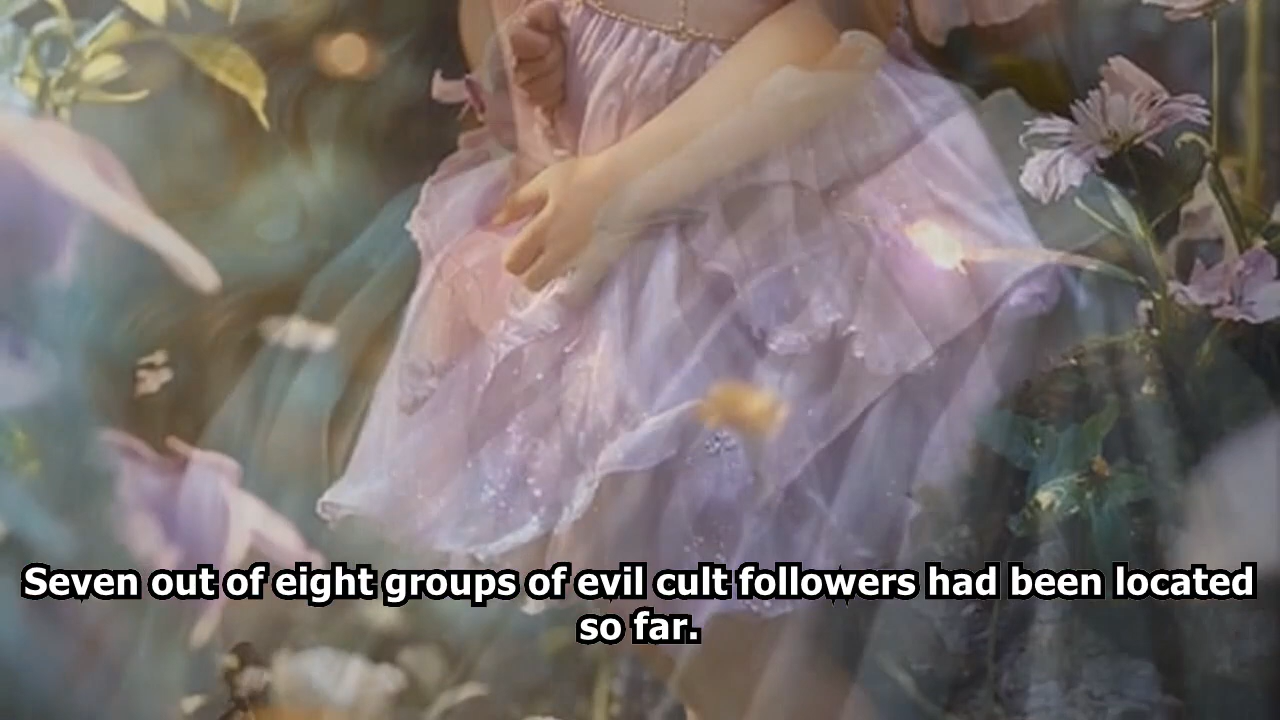 Seven out of eight groups of evil cult followers had been located
so far.